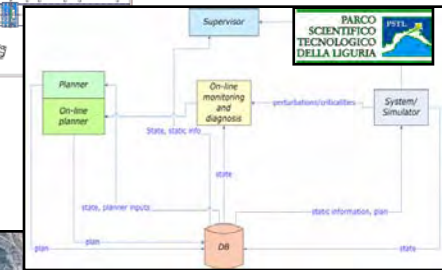 Supervisor
PARCO
SCIENTIFICO
TECNOLOGICO
DELLA LIGURIA
PSTL
Planner
On-line
planner
On-line
monitoring
and
diagnosis
perturbations/criticalities
System/
Simulator
State, static info
state
state, planner inputs
static information, plan
plan
plan
DB
state